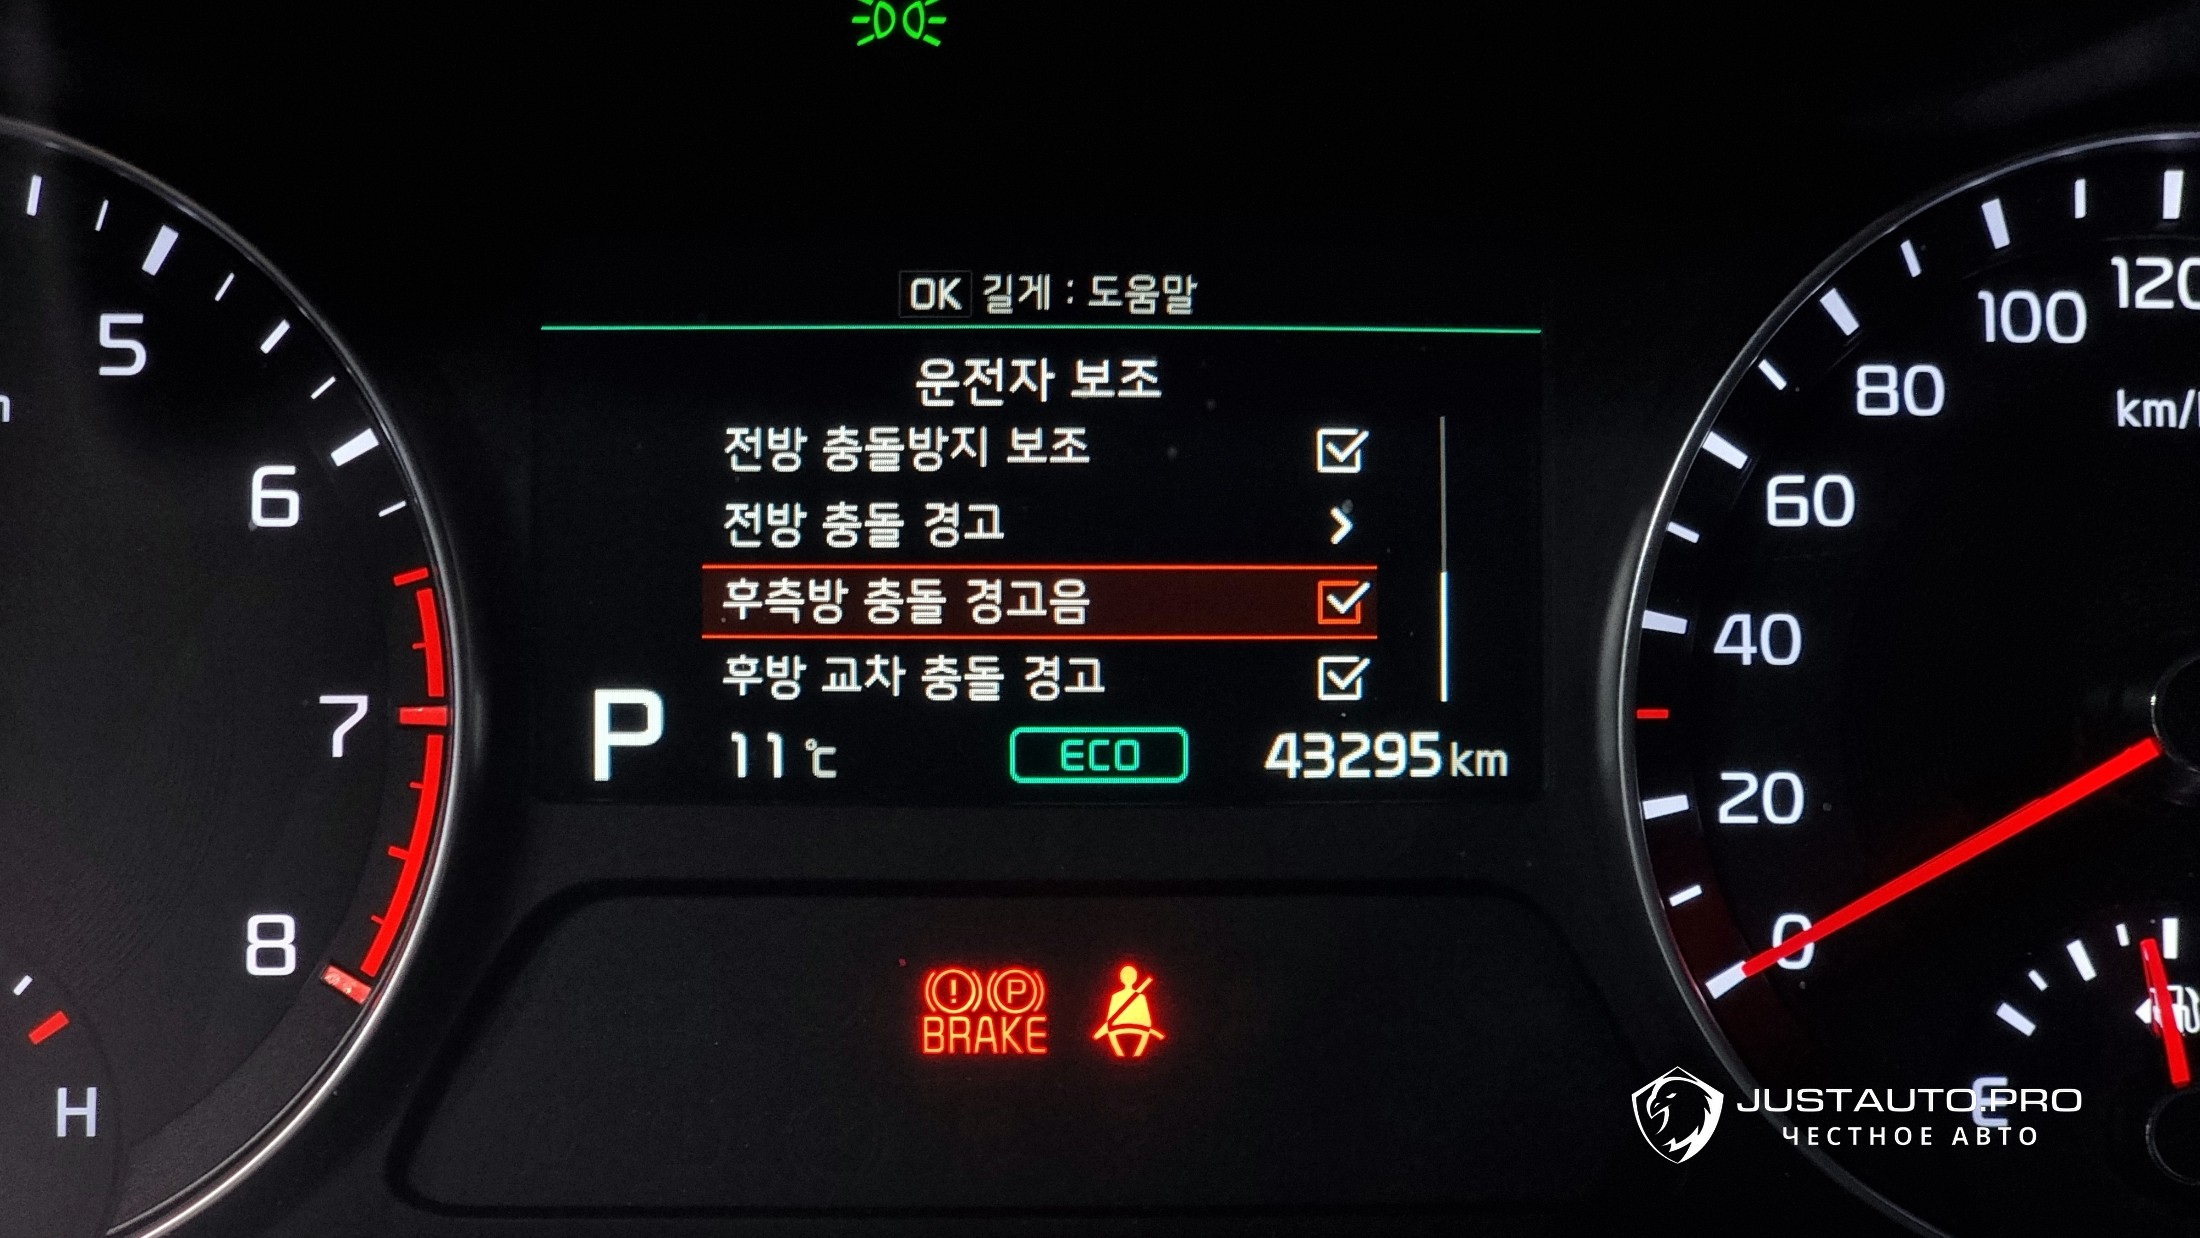 OK 길게 : 도움말
운전자 보조
전방 충돌방지 보조
전방 충돌 경고
후측방 충돌 경고음
후방 교차 충돌 경고
P
11 ℃
ECO
43295 km
5
6
7
8
H
120
100
80
60
40
20
0
km/
E
! P
BRAKE
JUSTAUTO.PRO
ЧЕСТНОЕ АВТО